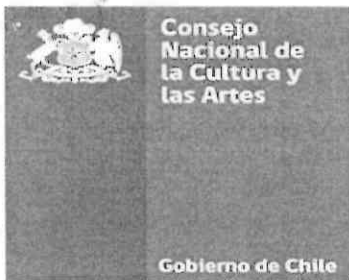 Consejo
Nacional de
la Cultura y
las Artes
Gobierno de Chile